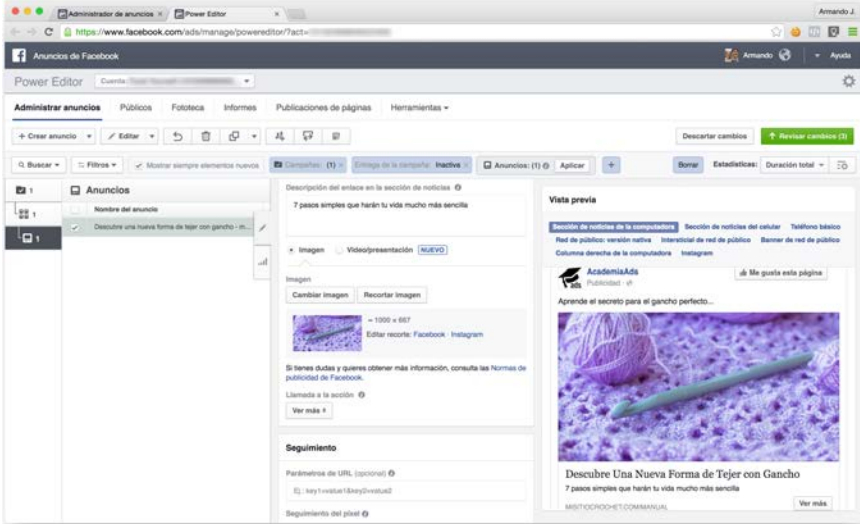 Administrador de anuncios × Power Editor ×
Armando J.
https://www.facebook.com/ads/manage/powereditor/?act=
Anuncios de Facebook
Armando
Ayuda
Power Editor
Cuenta:
Administrar anuncios Públicos Fototeca Informes Publicaciones de páginas Herramientas
+ Crear anuncio Editar
Descartar cambios Revisar cambios (3)
Buscar Filtros Mostrar siempre elementos nuevos Campañas: (1) × Entrega de la campaña: Inactiva × Anuncios: (1) Aplicar + Borrar Estadísticas: Duración total
1
1
1
Anuncios
Nombre del anuncio
Descubre una nueva forma de tejer con gancho - m...
Descripción del enlace en la sección de noticias
7 pasos simples que harán tu vida mucho más sencilla
Imagen Video/presentación NUEVO
Imagen
Cambiar imagen Recortar imagen
1000 × 667
Editar recorte: Facebook · Instagram
Si tienes dudas y quieres obtener más información, consulta las Normas de
publicidad de Facebook.
Llamada a la acción
Ver más
Seguimiento
Parámetros de URL (opcional)
Ej.: key1=value1&key2=value2
Seguimiento del píxel
Vista previa
Sección de noticias de la computadora Sección de noticias del celular Teléfono básico
Red de público: versión nativa Intersticial de red de público Banner de red de público
Columna derecha de la computadora Instagram
ads
AcademiaAds
Publicidad ·
Me gusta esta página
Aprende el secreto para el gancho perfecto...
Descubre Una Nueva Forma de Tejer con Gancho
7 pasos simples que harán tu vida mucho más sencilla
MISITIOCROCHET.COM/MANUAL
Ver más